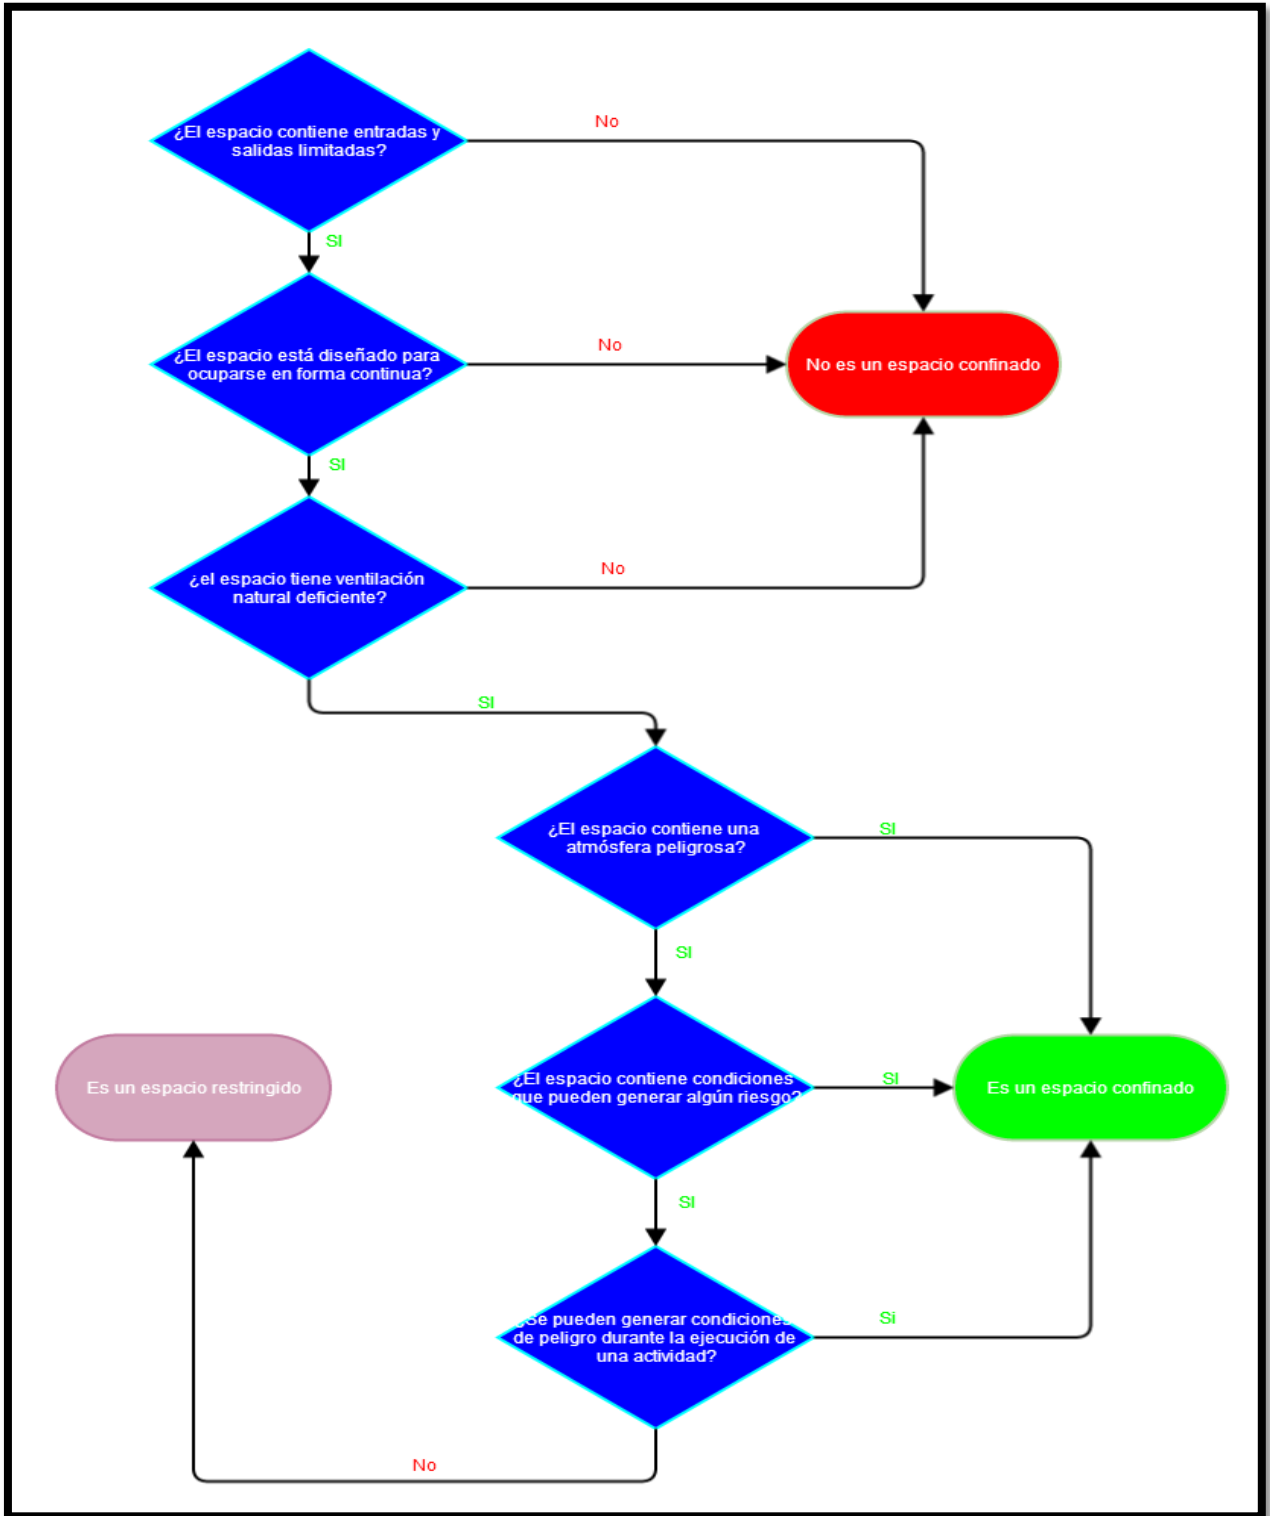 ¿El espacio contiene entradas y
salidas limitadas?
No
SI
¿El espacio está diseñado para
ocuparse en forma continua?
No
No es un espacio confinado
SI
¿el espacio tiene ventilación
natural deficiente?
No
SI
¿El espacio contiene una
atmósfera peligrosa?
SI
SI
Es un espacio restringido
¿El espacio contiene condiciones
que pueden generar algún riesgo?
SI
Es un espacio confinado
SI
¿Se pueden generar condiciones
de peligro durante la ejecución de
una actividad?
Si
No